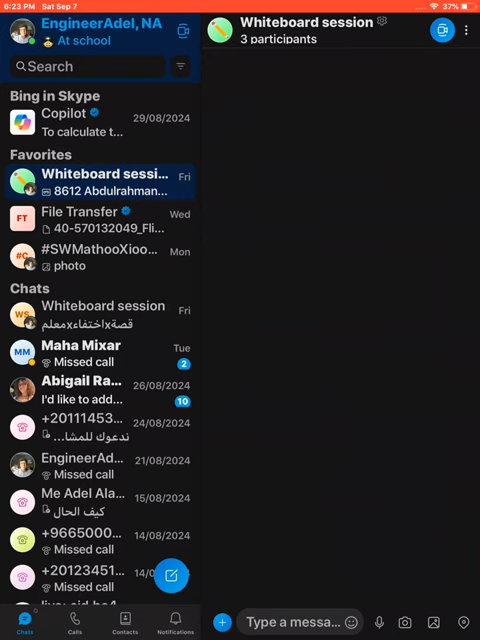 6:23 PM Sat Sep 7
37%
EngineerAdel, NA
At school
Search
Bing in Skype
Copilot
29/08/2024
To calculate t...
Favorites
Whiteboard sessi...
Fri
8612 Abdulrahman...
FT
File Transfer
Wed
40-570132049_Fli...
#C
#SWMathooXioo...
Mon
photo
Chats
WS
Whiteboard session
Fri
قصةxاختفاءxمعلم
MM
Maha Mixar
Tue
Missed call
2
Abigail Ra...
26/08/2024
I'd like to add...
10
+20111453...
24/08/2024
ندعوك للمشا...
EngineerAd...
21/08/2024
Missed call
Me Adel Ala...
15/08/2024
كيف الحال
+9665000...
14/08/2024
Missed call
+20123451...
Missed call
Chats
Calls
Contacts
Notifications
Whiteboard session
3 participants
Type a messa...